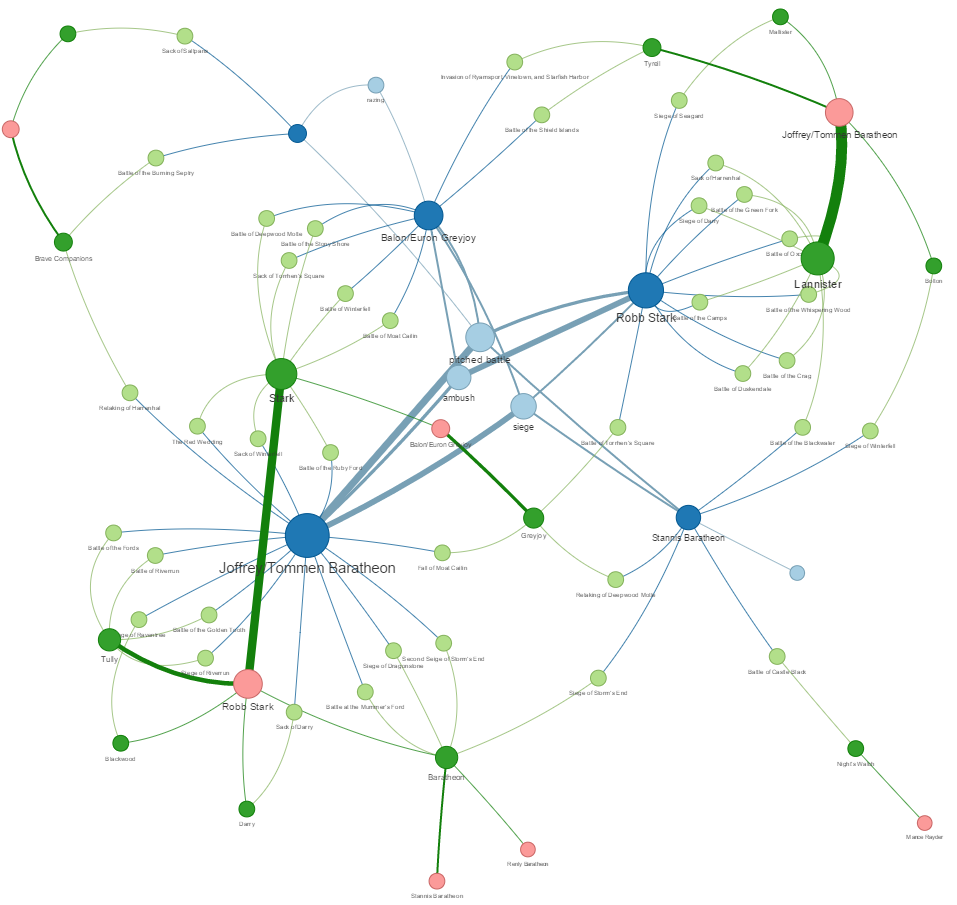 Mallister
Sack of Saltpans
Tyrell
Invasion of Ryamsport, Vinetown, and Starfish Harbor
razing
Siege of Seagard
Battle of the Shield Islands
Joffrey/Tommen Baratheon
Battle of the Burning Septry
Sack of Harrenhal
Battle of the Green Fork
Siege of Darry
Battle of Deepwood Motte
Balon/Euron Greyjoy
Battle of the Stony Shore
Brave Companions
Sack of Torrhen's Square
Lannister
Bolton
Battle of Winterfell
Battle of the Whispering Wood
Robb Stark
Battle of the Camps
Battle of Moat Cailin
pitched battle
Battle of the Crag
Battle of Duskendale
Stark
ambush
Retaking of Harrenhal
siege
The Red Wedding
Balon/Euron Greyjoy
Battle of Torrhen's Square
Battle of the Blackwater
Siege of Winterfell
Sack of Winterfell
Battle of the Ruby Ford
Greyjoy
Stannis Baratheon
Battle of the Fords
Joffrey/Tommen Baratheon
Fall of Moat Cailin
Battle of Riverrun
Retaking of Deepwood Motte
Battle of the Golden Tooth
Siege of Raventree
Tully
Second Seige of Storm's End
Siege of Dragonstone
Siege of Riverrun
Battle of Castle Black
Siege of Storm's End
Robb Stark
Battle at the Mummer's Ford
Sack of Darry
Blackwood
Night's Watch
Baratheon
Darry
Mance Rayder
Renly Baratheon
Stannis Baratheon